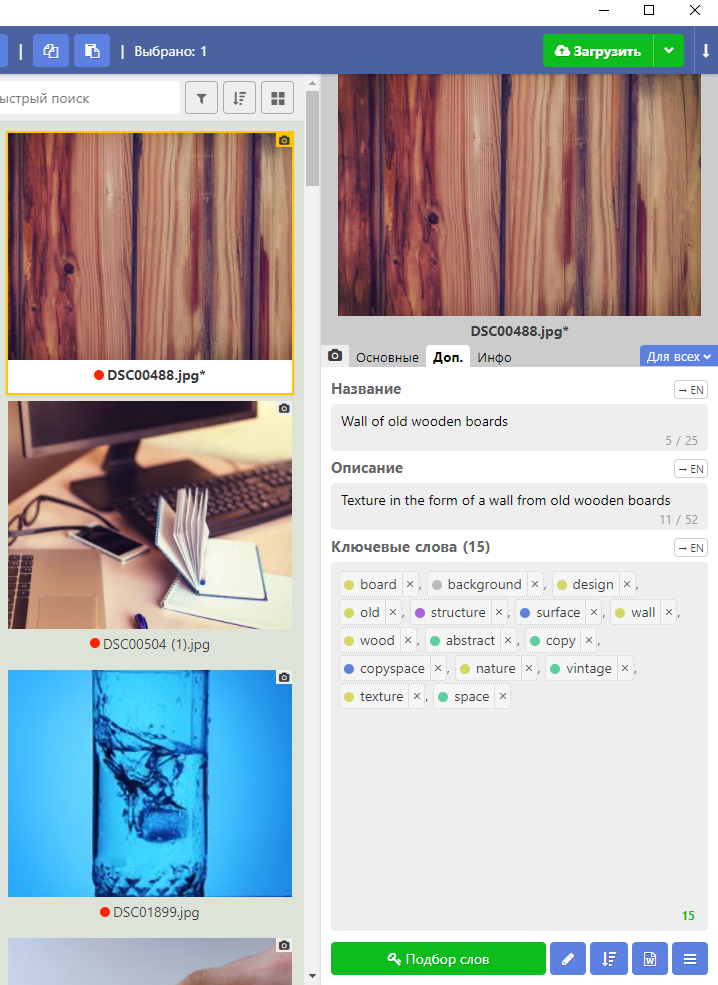 | | Выбрано: 1
Загрузить
ыстрый поиск
DSC00488.jpg*
DSC00504 (1).jpg
DSC01899.jpg
DSC00488.jpg*
Основные Доп. Инфо Для всех
Название → EN
Wall of old wooden boards
5 / 25
Описание → EN
Texture in the form of a wall from old wooden boards
11 / 52
Ключевые слова (15) → EN
board ×, background ×, design ×,
old ×, structure ×, surface ×, wall ×,
wood ×, abstract ×, copy ×,
copyspace ×, nature ×, vintage ×,
texture ×, space ×
15
Подбор слов
W